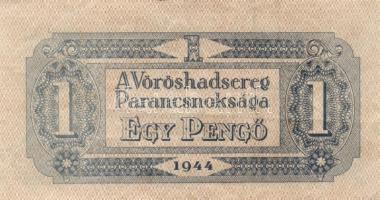 1
A Vöröshadsereg
Parancsnoksága
1 EGY PENGŐ 1
1944